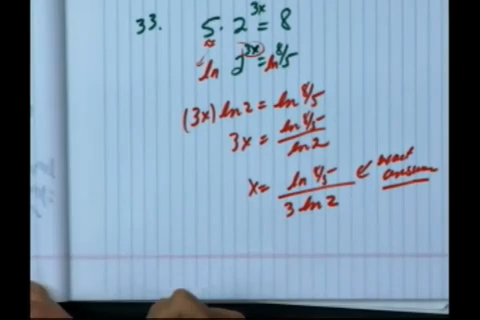 33. 5 · 2^3x = 8
ln 2^3x = ln 8/5
(3x) ln 2 = ln 8/5
3x = ln 8/5 / ln 2
x = ln 8/5 / 3 ln 2 ← exact answer